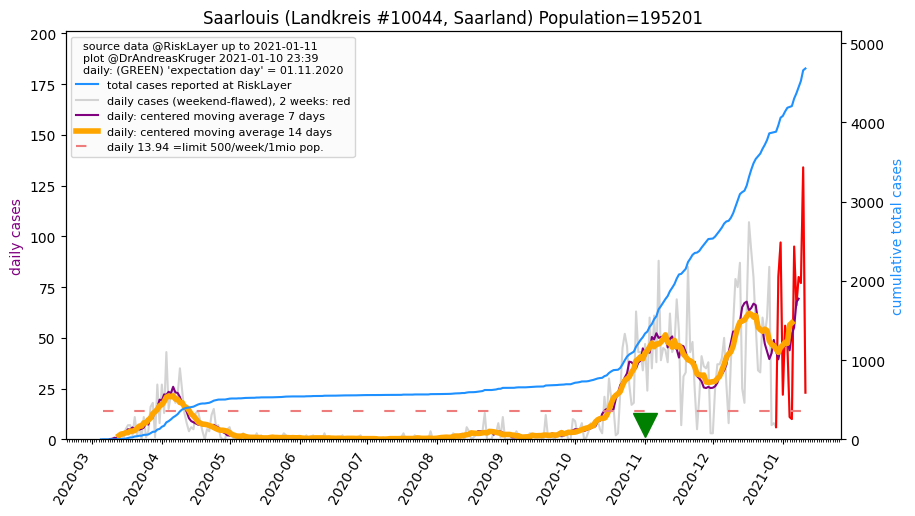 Saarlouis (Landkreis #10044, Saarland) Population=195201
source data @RiskLayer up to 2021-01-11
plot @DrAndreasKruger 2021-01-10 23:39
daily: (GREEN) 'expectation day' = 01.11.2020
total cases reported at RiskLayer
daily cases (weekend-flawed), 2 weeks: red
daily: centered moving average 7 days
daily: centered moving average 14 days
daily 13.94 =limit 500/week/1mio pop.
daily cases
200
175
150
125
100
75
50
25
0
cumulative total cases
5000
4000
3000
2000
1000
0
2020-03
2020-04
2020-05
2020-06
2020-07
2020-08
2020-09
2020-10
2020-11
2020-12
2021-01